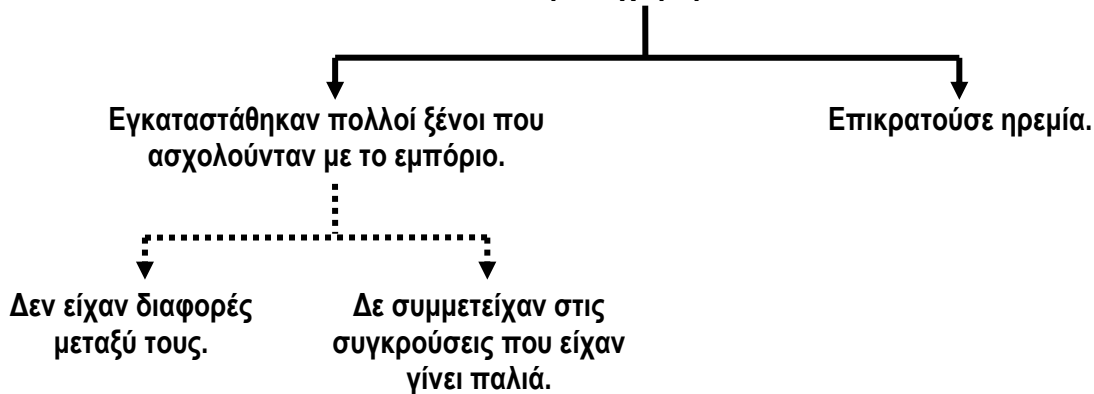 Εγκαταστάθηκαν πολλοί ξένοι που
ασχολούνταν με το εμπόριο.
Επικρατούσε ηρεμία.
Δεν είχαν διαφορές
μεταξύ τους.
Δε συμμετείχαν στις
συγκρούσεις που είχαν
γίνει παλιά.